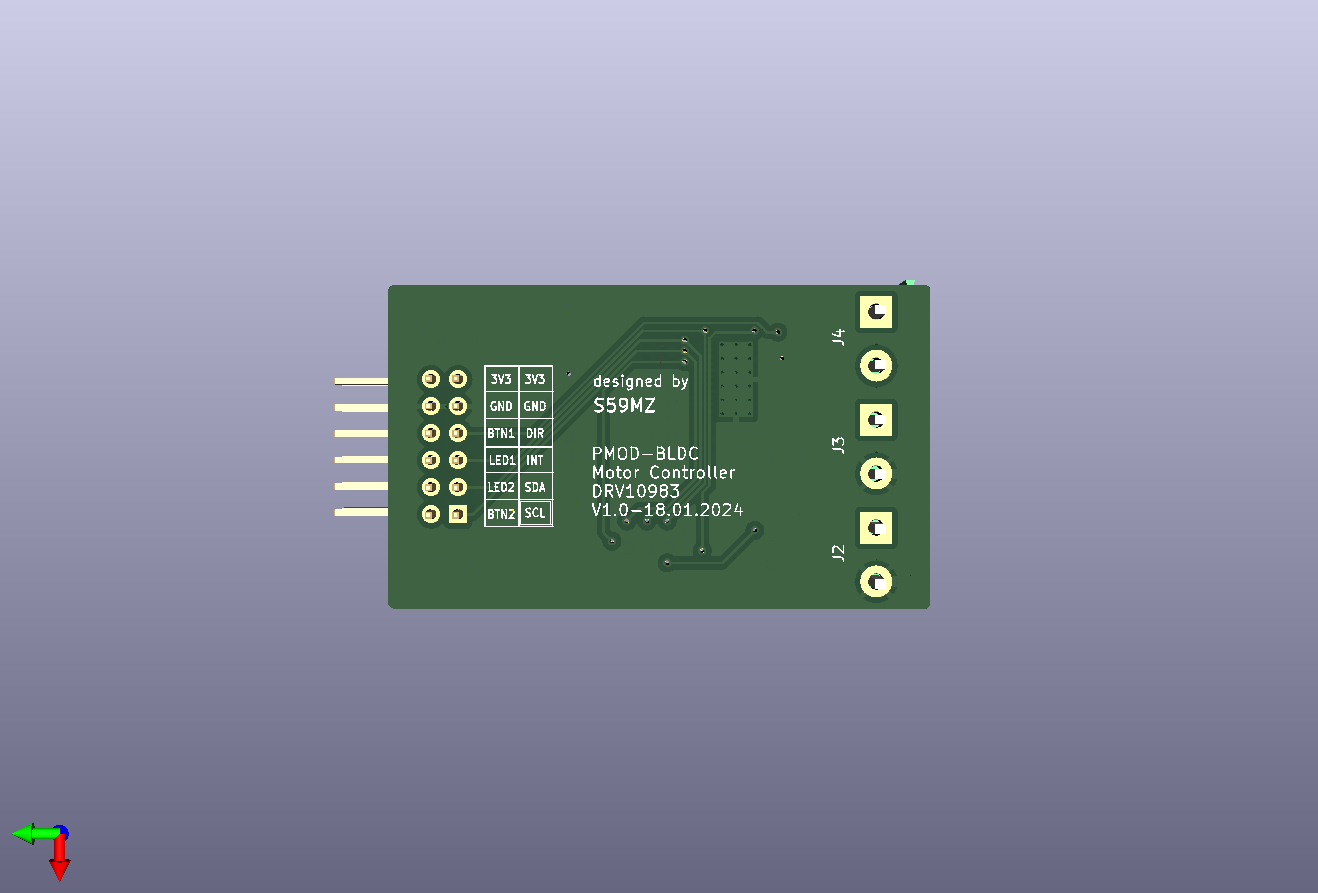 3V3 3V3
GND GND
BTN1 DIR
LED1 INT
LED2 SDA
BTN2 SCL
designed by
S59MZ
PMOD-BLDC
Motor Controller
DRV10983
V1.0-18.01.2024
J4
J3
J2